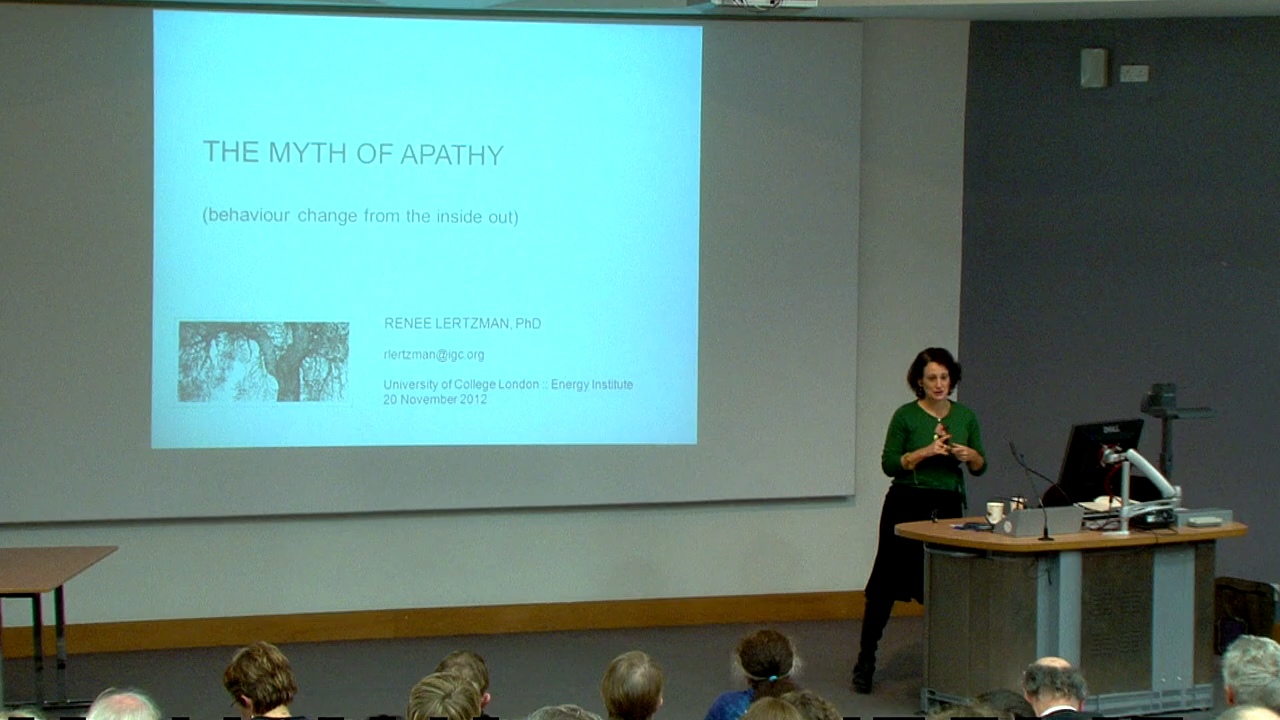 THE MYTH OF APATHY
(behaviour change from the inside out)
RENEE LERTZMAN, PhD
rlertzman@igc.org
University of College London :: Energy Institute
20 November 2012
DELL